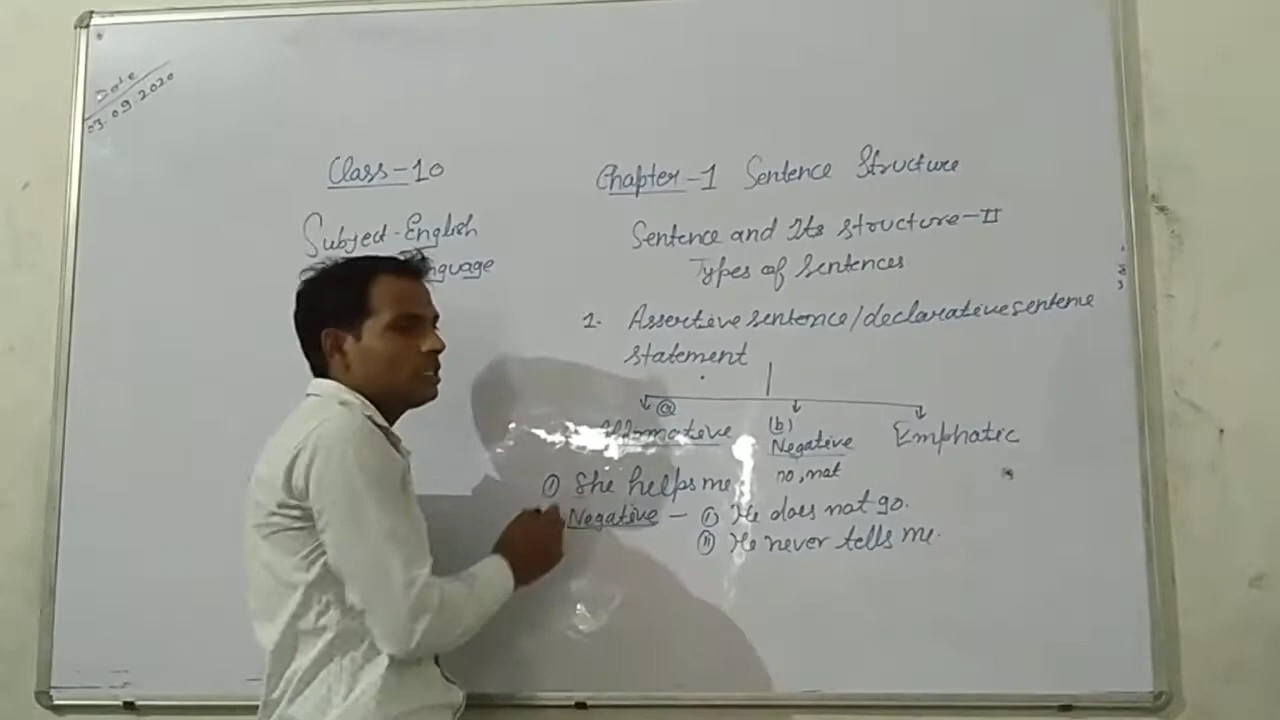 Date
03.09.2020
Class-10
Subject-English
nguage
Chapter-1 Sentence Structure
Sentence and Its structure-II
Types of Sentences
1. Assertive sentence/declarative sentence
statement
(a)
Affirmative
(b)
Negative
no, not
Emphatic
(i) She helps me
Negative - (i) He does not go.
(ii) He never tells me.